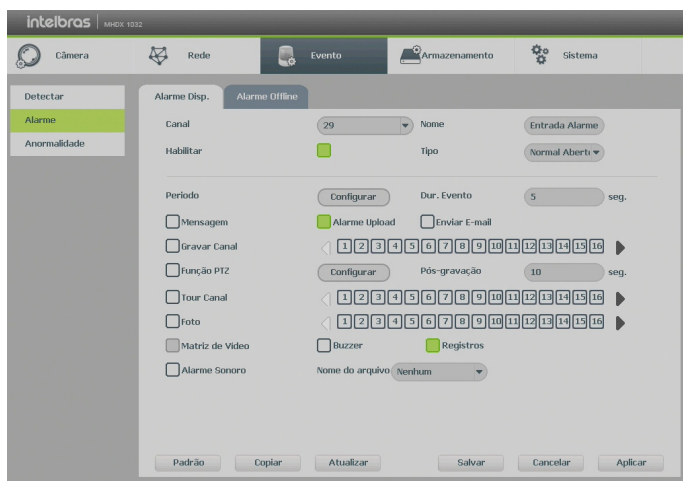 intelbras | MHDX 1032
Câmera Rede Evento Armazenamento Sistema
Detectar
Alarme
Anormalidade
Alarme Disp. Alarme Offline
Canal 29 Nome Entrada Alarme
Habilitar Tipo Normal Abert
Período Configurar Dur. Evento 5 seg.
Mensagem Alarme Upload Enviar E-mail
Gravar Canal 1 2 3 4 5 6 7 8 9 10 11 12 13 14 15 16
Função PTZ Configurar Pós-gravação 10 seg.
Tour Canal 1 2 3 4 5 6 7 8 9 10 11 12 13 14 15 16
Foto 1 2 3 4 5 6 7 8 9 10 11 12 13 14 15 16
Matriz de Vídeo Buzzer Registros
Alarme Sonoro Nome do arquivo Nenhum
Padrão Copiar Atualizar Salvar Cancelar Aplicar